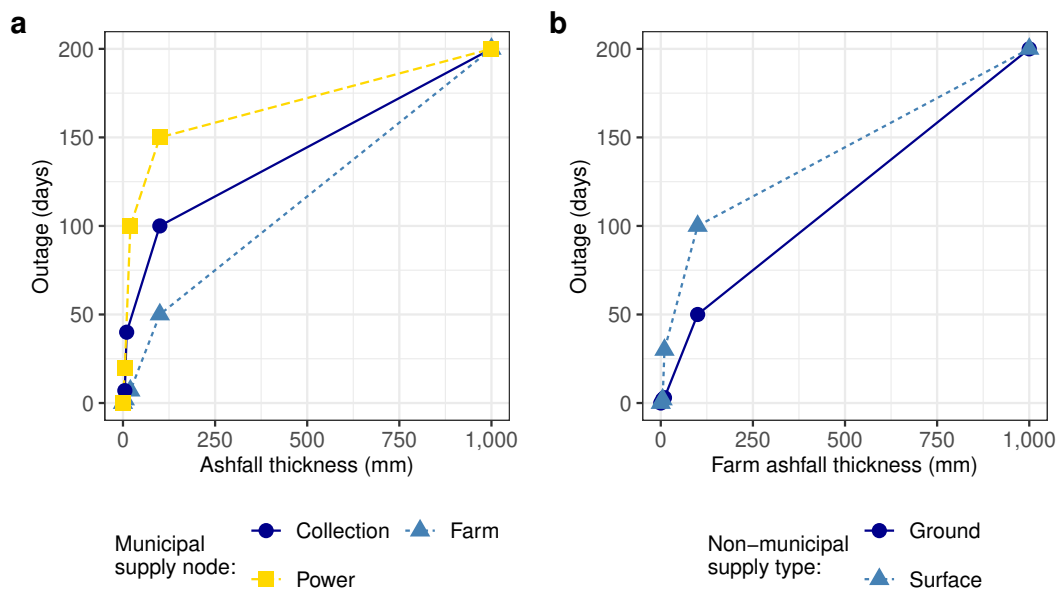 a
200
150
100
50
0
Outage (days)
0
250
500
750
1,000
Ashfall thickness (mm)
Municipal
supply node:
Collection
Farm
Power
b
200
150
100
50
0
Outage (days)
0
250
500
750
1,000
Farm ashfall thickness (mm)
Non−municipal
supply type:
Ground
Surface